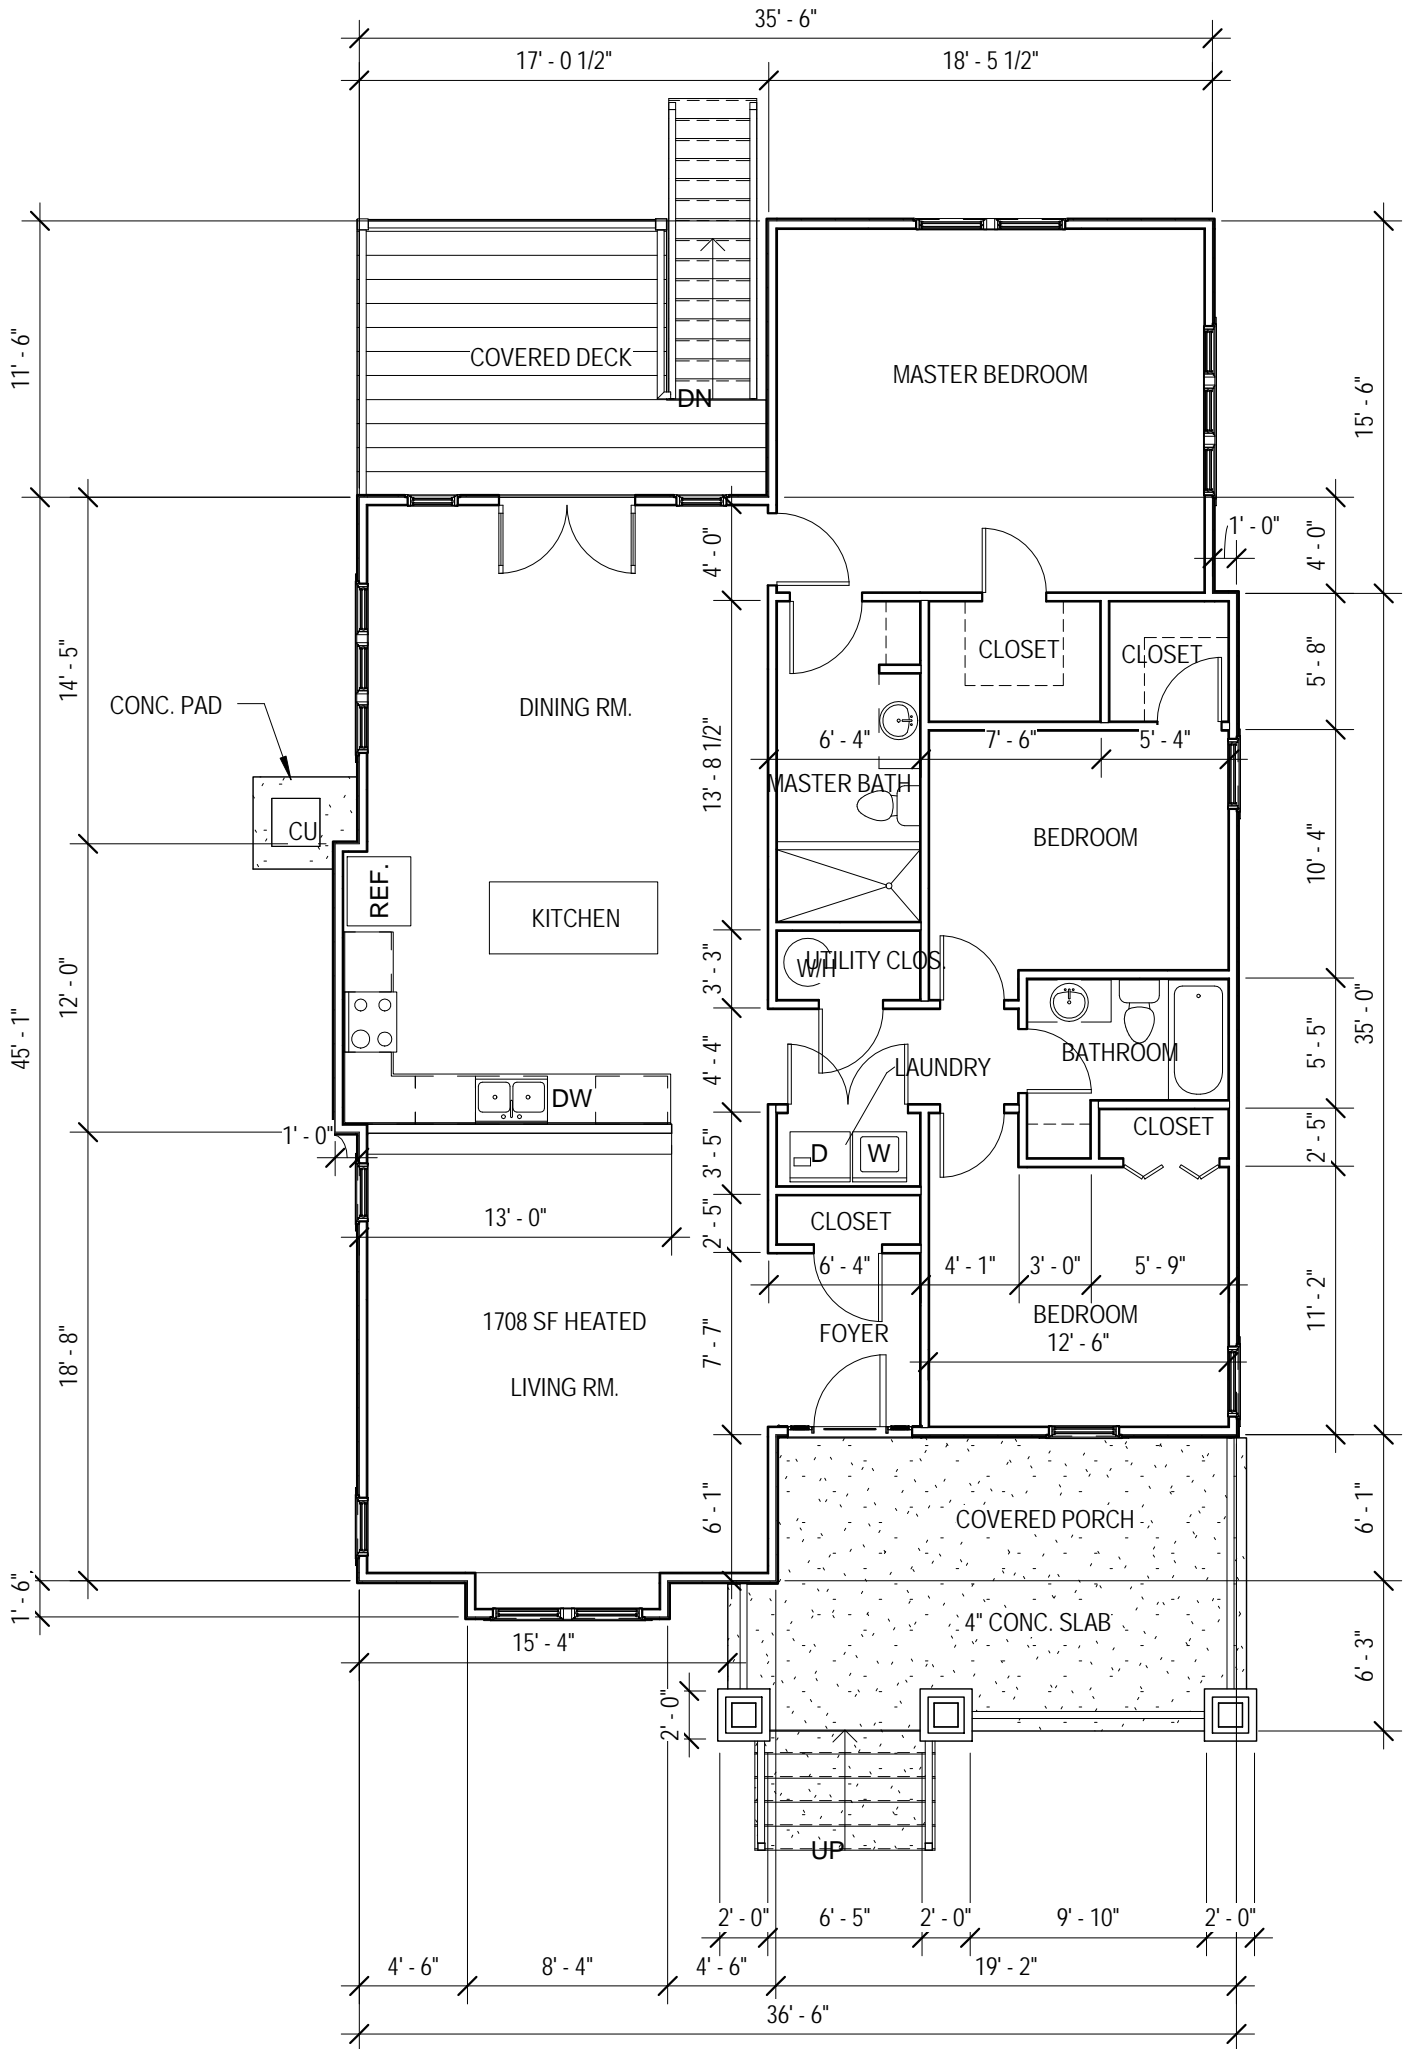 35' - 6"
17' - 0 1/2"
18' - 5 1/2"
11' - 6"
COVERED DECK
DN
MASTER BEDROOM
15' - 6"
4' - 0"
1' - 0"
4' - 0"
14' - 5"
CONC. PAD
DINING RM.
CLOSET
CLOSET
5' - 8"
13' - 8 1/2"
6' - 4"
7' - 6"
5' - 4"
MASTER BATH
CU
BEDROOM
10' - 4"
REF.
KITCHEN
12' - 0"
3' - 3"
W/H
UTILITY CLOS.
45' - 1"
35' - 0"
4' - 4"
LAUNDRY
BATHROOM
5' - 5"
DW
1' - 0"
CLOSET
2' - 5"
3' - 5"
D
W
13' - 0"
2' - 5"
CLOSET
6' - 4"
4' - 1"
3' - 0"
5' - 9"
11' - 2"
1708 SF HEATED
FOYER
BEDROOM
12' - 6"
7' - 7"
18' - 8"
LIVING RM.
6' - 1"
COVERED PORCH
6' - 1"
1' - 6"
15' - 4"
4" CONC. SLAB
6' - 3"
2' - 0"
UP
2' - 0"
6' - 5"
2' - 0"
9' - 10"
2' - 0"
4' - 6"
8' - 4"
4' - 6"
19' - 2"
36' - 6"